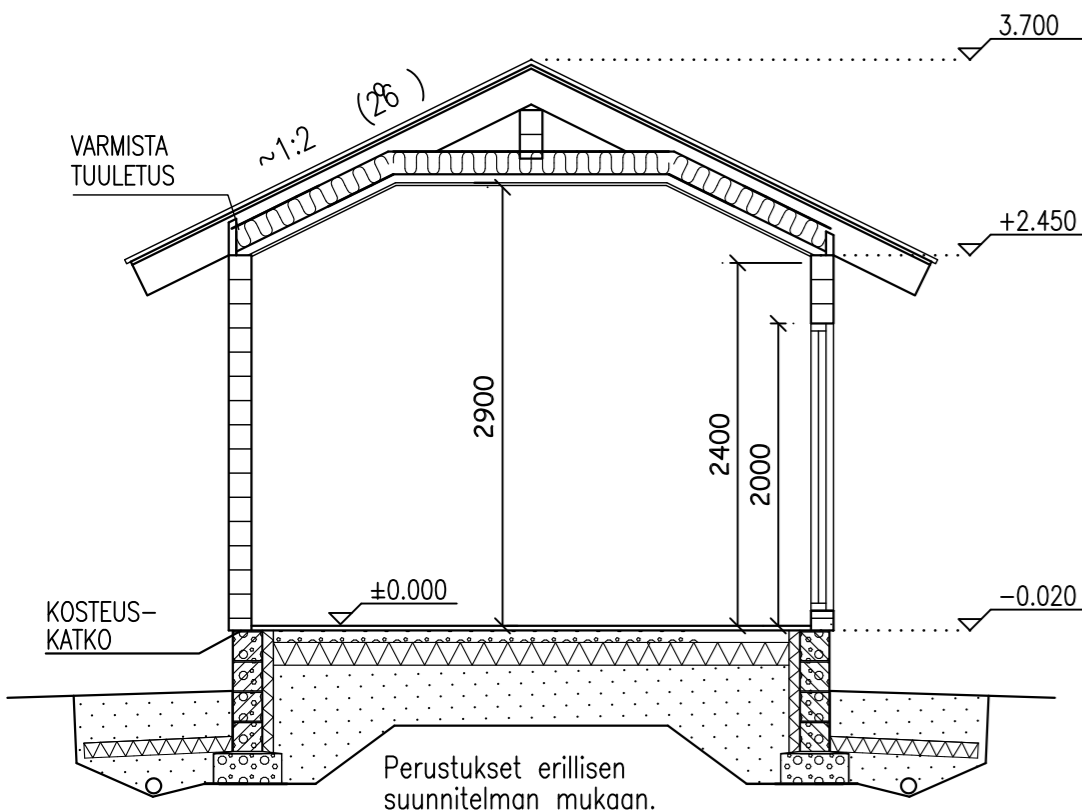 3.700
~1:2 (26°)
VARMISTA
TUULETUS
+2.450
2900
2400
2000
±0.000
-0.020
KOSTEUS-
KATKO
Perustukset erillisen
suunnitelman mukaan.